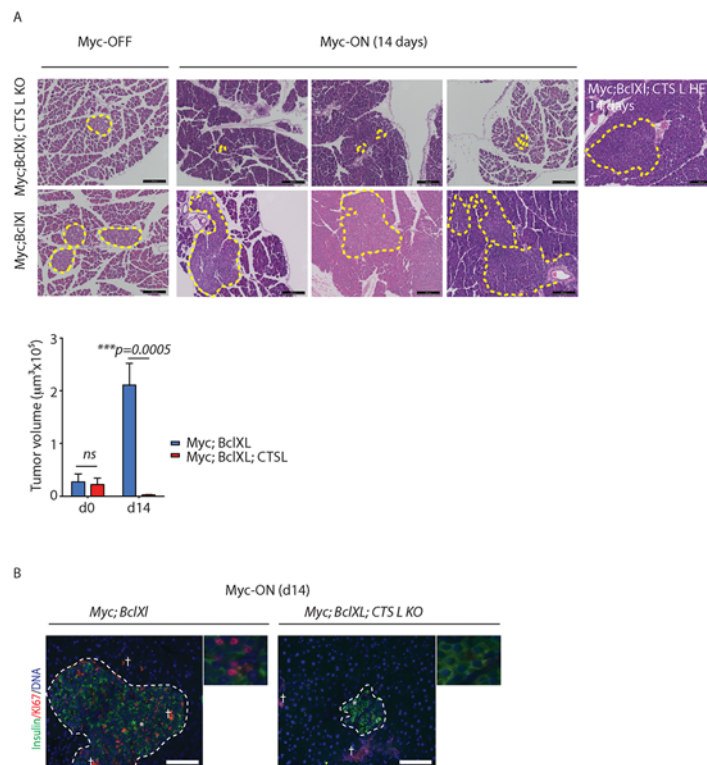 A
Myc-OFF
Myc-ON (14 days)
Myc;BclXl; CTS L KO
Myc;BclXl; CTS L HE
14 days
Myc;BclXl
Tumor volume (µm³x10⁵)
3
2
1
0
***p=0.0005
ns
d0
d14
Myc; BclXL
Myc; BclXL; CTSL
B
Myc-ON (d14)
Myc; BclXl
Myc; BclXL; CTS L KO
Insulin/KI67/DNA